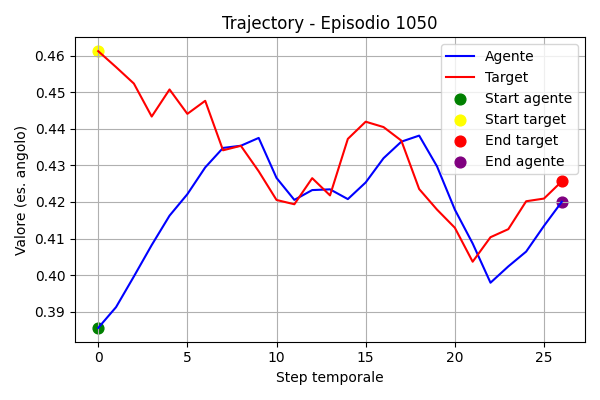 Trajectory - Episodio 1050
Valore (es. angolo)
0.46
0.45
0.44
0.43
0.42
0.41
0.40
0.39
Agente
Target
Start agente
Start target
End target
End agente
0 5 10 15 20 25
Step temporale